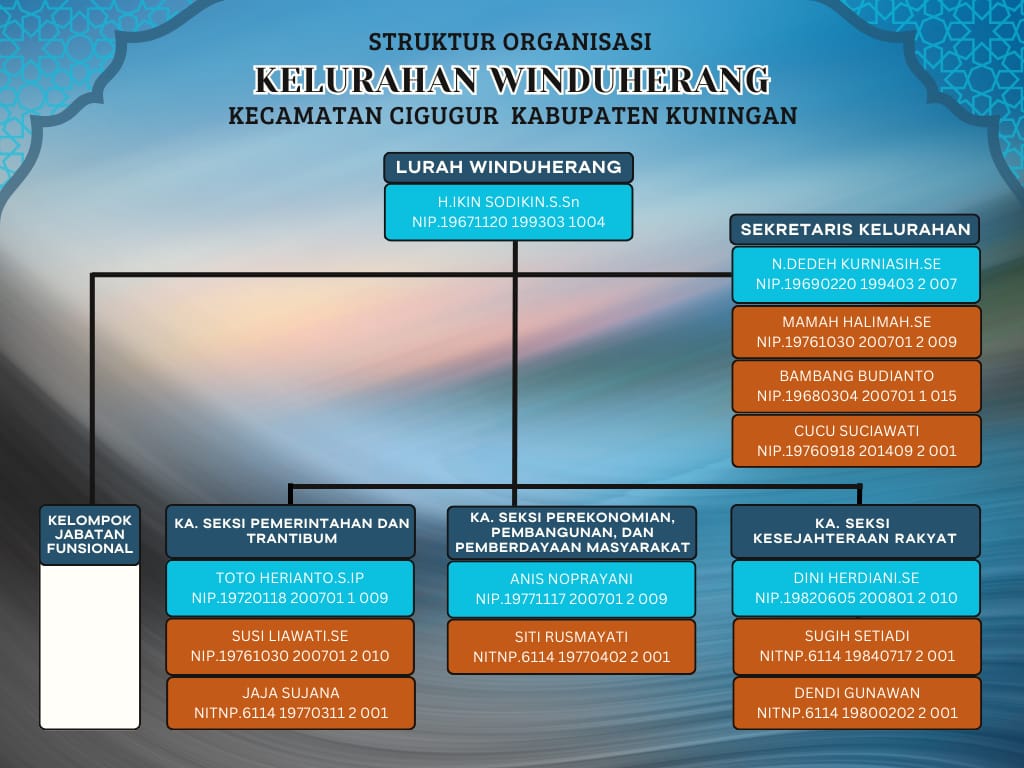 STRUKTUR ORGANISASI
KELURAHAN WINDUHERANG
KECAMATAN CIGUGUR KABUPATEN KUNINGAN
LURAH WINDUHERANG
H.IKIN SODIKIN.S.Sn
NIP.19671120 199303 1004
SEKRETARIS KELURAHAN
N.DEDEH KURNIASIH.SE
NIP.19690220 199403 2 007
MAMAH HALIMAH.SE
NIP.19761030 200701 2 009
BAMBANG BUDIANTO
NIP.19680304 200701 1 015
CUCU SUCIAWATI
NIP.19760918 201409 2 001
KELOMPOK
JABATAN
FUNSIONAL
KA. SEKSI PEMERINTAHAN DAN
TRANTIBUM
TOTO HERIANTO.S.IP
NIP.19720118 200701 1 009
SUSI LIAWATI.SE
NIP.19761030 200701 2 010
JAJA SUJANA
NITNP.6114 19770311 2 001
KA. SEKSI PEREKONOMIAN,
PEMBANGUNAN, DAN
PEMBERDAYAAN MASYARAKAT
ANIS NOPRAYANI
NIP.19771117 200701 2 009
SITI RUSMAYATI
NITNP.6114 19770402 2 001
KA. SEKSI
KESEJAHTERAAN RAKYAT
DINI HERDIANI.SE
NIP.19820605 200801 2 010
SUGIH SETIADI
NITNP.6114 19840717 2 001
DENDI GUNAWAN
NITNP.6114 19800202 2 001